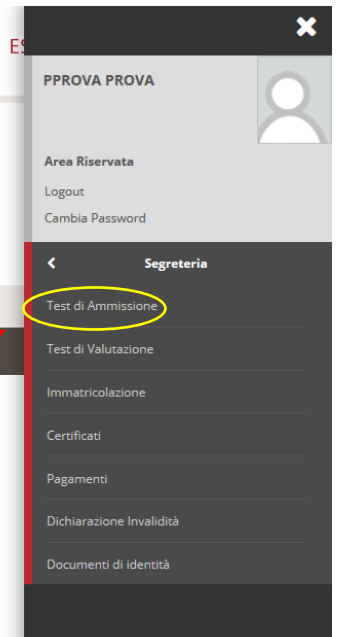 ES
PPROVA PROVA
Area Riservata
Logout
Cambia Password
Segreteria
Test di Ammissione
Test di Valutazione
Immatricolazione
Certificati
Pagamenti
Dichiarazione Invalidità
Documenti di identità